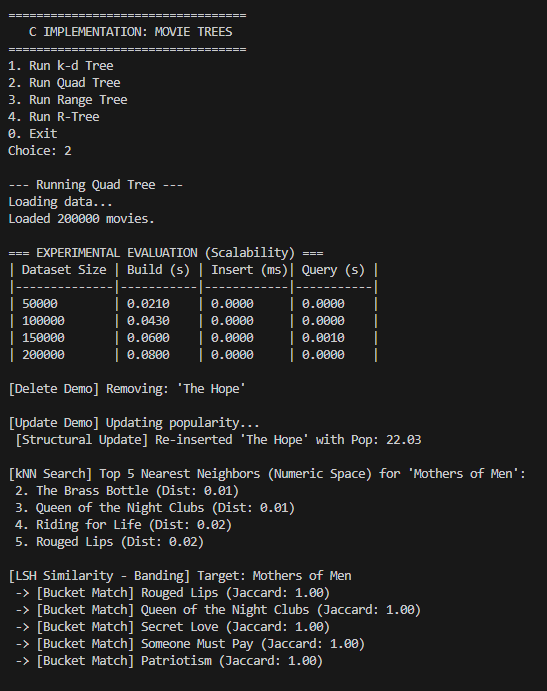 ==================================
   C IMPLEMENTATION: MOVIE TREES
==================================
1. Run k-d Tree
2. Run Quad Tree
3. Run Range Tree
4. Run R-Tree
0. Exit
Choice: 2

--- Running Quad Tree ---
Loading data...
Loaded 200000 movies.

=== EXPERIMENTAL EVALUATION (Scalability) ===
| Dataset Size | Build (s) | Insert (ms)| Query (s) |
|--------------|-----------|------------|-----------|
| 50000        | 0.0210    | 0.0000     | 0.0000    |
| 100000       | 0.0430    | 0.0000     | 0.0000    |
| 150000       | 0.0600    | 0.0000     | 0.0010    |
| 200000       | 0.0800    | 0.0000     | 0.0000    |

[Delete Demo] Removing: 'The Hope'

[Update Demo] Updating popularity...
 [Structural Update] Re-inserted 'The Hope' with Pop: 22.03

[kNN Search] Top 5 Nearest Neighbors (Numeric Space) for 'Mothers of Men':
 2. The Brass Bottle (Dist: 0.01)
 3. Queen of the Night Clubs (Dist: 0.01)
 4. Riding for Life (Dist: 0.02)
 5. Rouged Lips (Dist: 0.02)

[LSH Similarity - Banding] Target: Mothers of Men
 -> [Bucket Match] Rouged Lips (Jaccard: 1.00)
 -> [Bucket Match] Queen of the Night Clubs (Jaccard: 1.00)
 -> [Bucket Match] Secret Love (Jaccard: 1.00)
 -> [Bucket Match] Someone Must Pay (Jaccard: 1.00)
 -> [Bucket Match] Patriotism (Jaccard: 1.00)